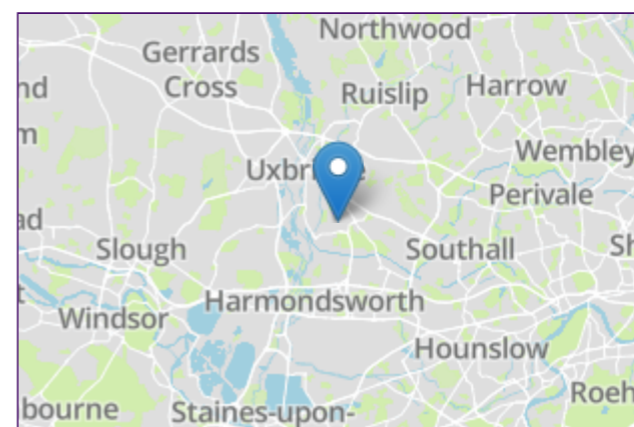 Northwood
Gerrards
Cross
Ruislip
Harrow
nd
m
Wembley
Uxbri e
Perivale
ad
Slough
Southall
Sh
t
Harmondsworth
Windsor
Hounslow
Roeh
bourne
Staines-upon-